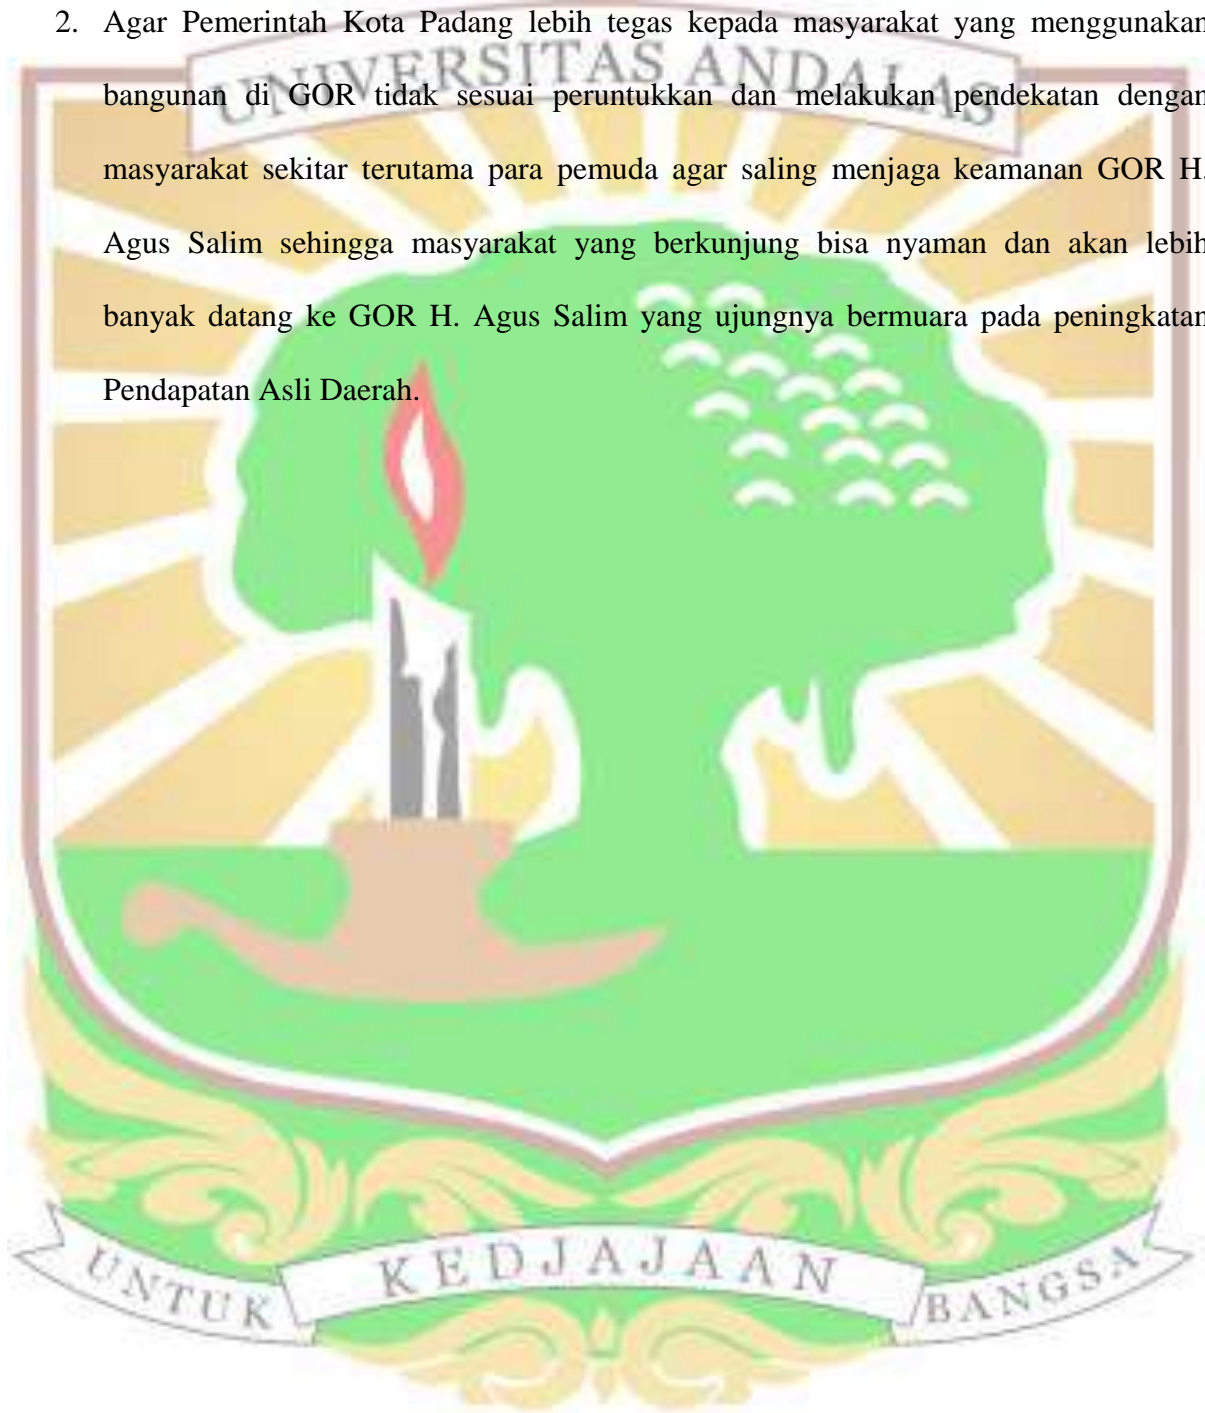 2. Agar Pemerintah Kota Padang lebih tegas kepada masyarakat yang menggunakan
UNIVERSITAS ANDALAS
bangunan di GOR tidak sesuai peruntukkan dan melakukan pendekatan dengan
masyarakat sekitar terutama para pemuda agar saling menjaga keamanan GOR H.
Agus Salim sehingga masyarakat yang berkunjung bisa nyaman dan akan lebih
banyak datang ke GOR H. Agus Salim yang ujungnya bermuara pada peningkatan
Pendapatan Asli Daerah.
UNTUK KEDJAJAAN BANGSA